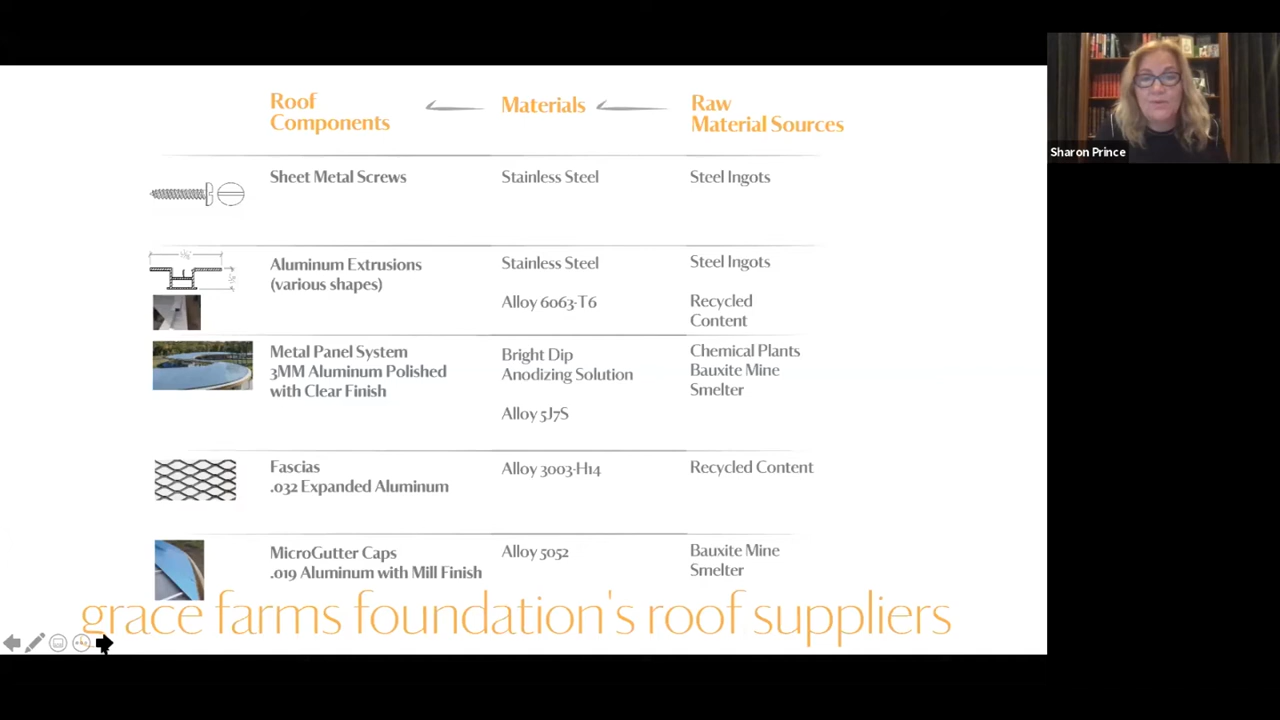 Roof
Components
Materials
Raw
Material Sources
Sheet Metal Screws
Stainless Steel
Steel Ingots
Aluminum Extrusions
(various shapes)
Stainless Steel
Alloy 6063-T6
Steel Ingots
Recycled
Content
Metal Panel System
3MM Aluminum Polished
with Clear Finish
Bright Dip
Anodizing Solution
Alloy 5J7S
Chemical Plants
Bauxite Mine
Smelter
Fascias
.032 Expanded Aluminum
Alloy 3003-H14
Recycled Content
MicroGutter Caps
.019 Aluminum with Mill Finish
Alloy 5052
Bauxite Mine
Smelter
grace farms foundation's roof suppliers
Sharon Prince